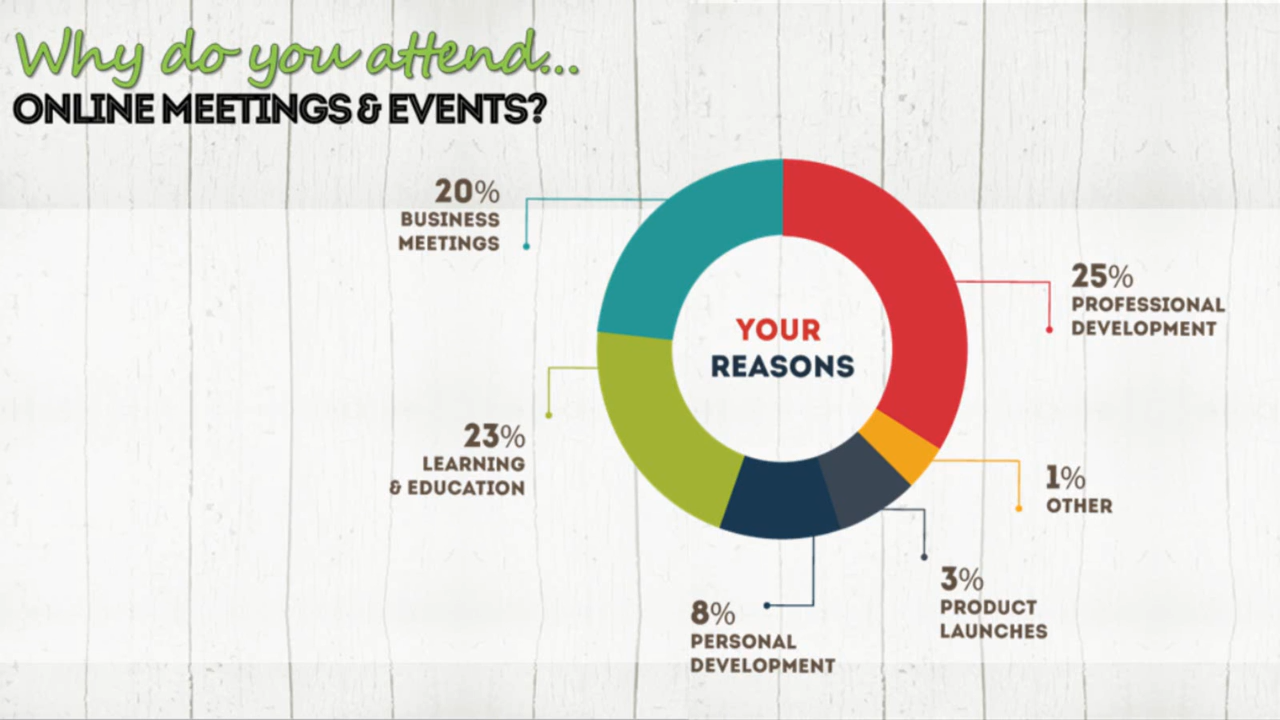 Why do you attend...
ONLINE MEETINGS & EVENTS?
20%
BUSINESS
MEETINGS
YOUR
REASONS
25%
PROFESSIONAL
DEVELOPMENT
23%
LEARNING
& EDUCATION
1%
OTHER
3%
PRODUCT
LAUNCHES
8%
PERSONAL
DEVELOPMENT